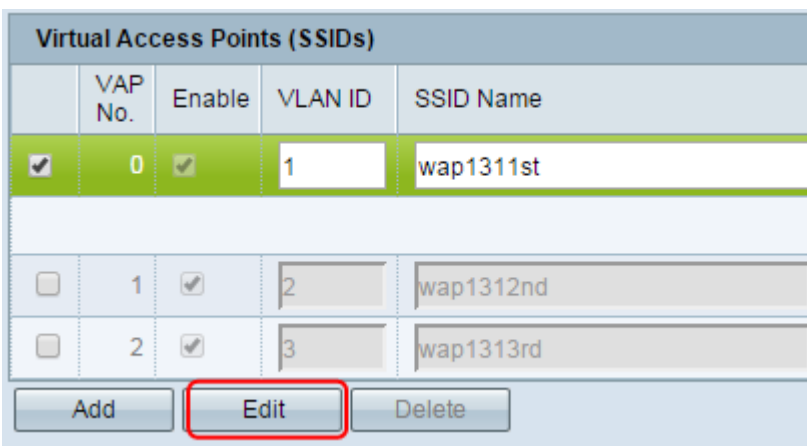 Virtual Access Points (SSIDs)
VAP No. Enable VLAN ID SSID Name
0 1 wap1311st
1 2 wap1312nd
2 3 wap1313rd
Add Edit Delete